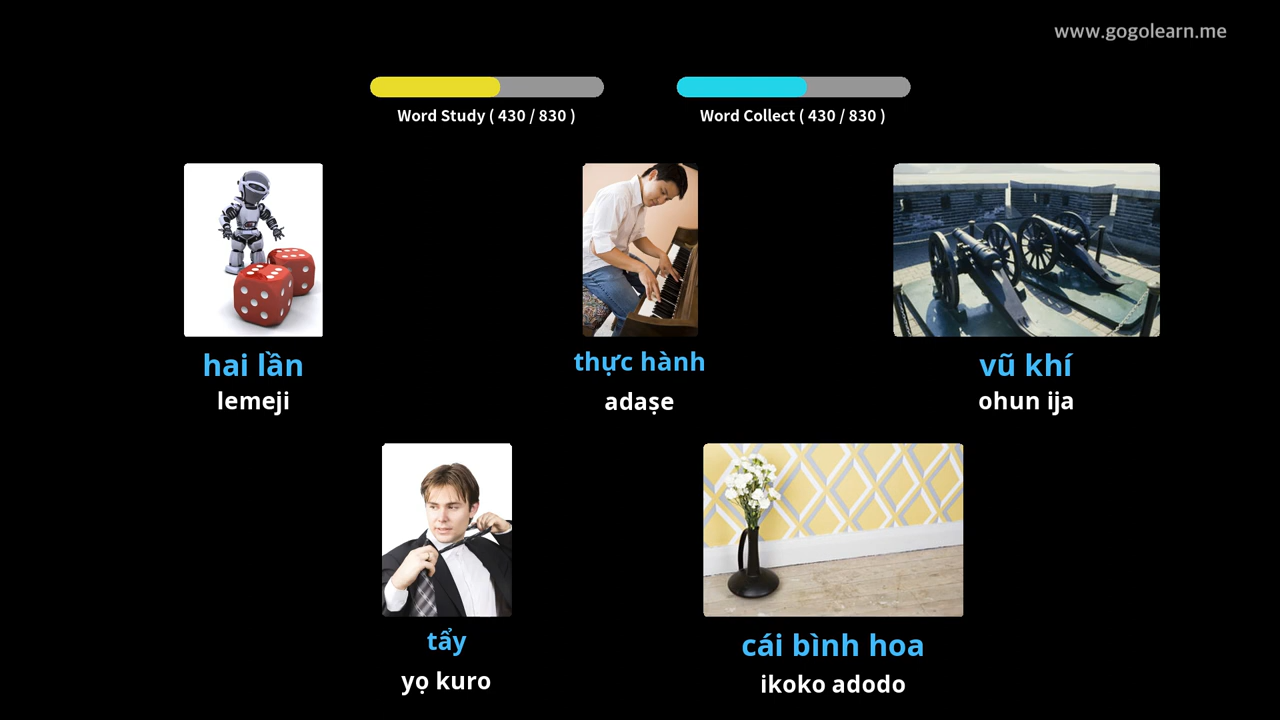 www.gogolearn.me
Word Study ( 430 / 830 )
Word Collect ( 430 / 830 )
hai lần
lemeji
thực hành
adaṣe
vũ khí
ohun ija
tẩy
yọ kuro
cái bình hoa
ikoko adodo